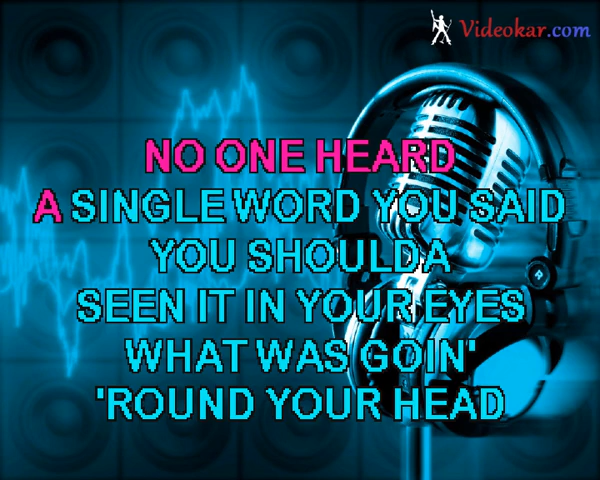 Videokar.com
NO ONE HEARD
A SINGLE WORD YOU SAID
YOU SHOULDA
SEEN IT IN YOUR EYES
WHAT WAS GOIN'
'ROUND YOUR HEAD